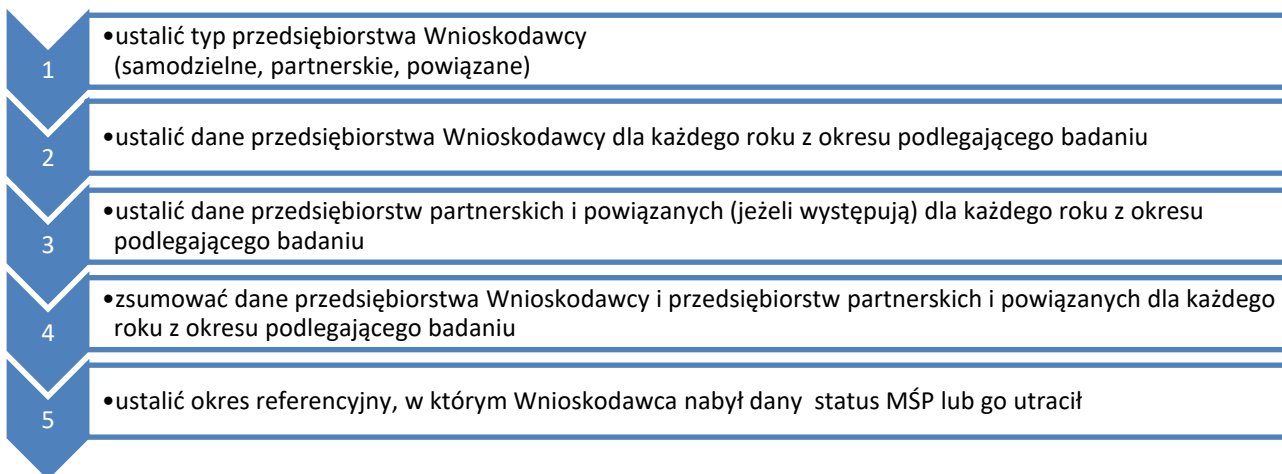 1
•ustalić typ przedsiębiorstwa Wnioskodawcy
(samodzielne, partnerskie, powiązane)
2
•ustalić dane przedsiębiorstwa Wnioskodawcy dla każdego roku z okresu podlegającego badaniu
3
•ustalić dane przedsiębiorstw partnerskich i powiązanych (jeżeli występują) dla każdego roku z okresu
podlegającego badaniu
4
•zsumować dane przedsiębiorstwa Wnioskodawcy i przedsiębiorstw partnerskich i powiązanych dla każdego
roku z okresu podlegającego badaniu
5
•ustalić okres referencyjny, w którym Wnioskodawca nabył dany status MŚP lub go utracił